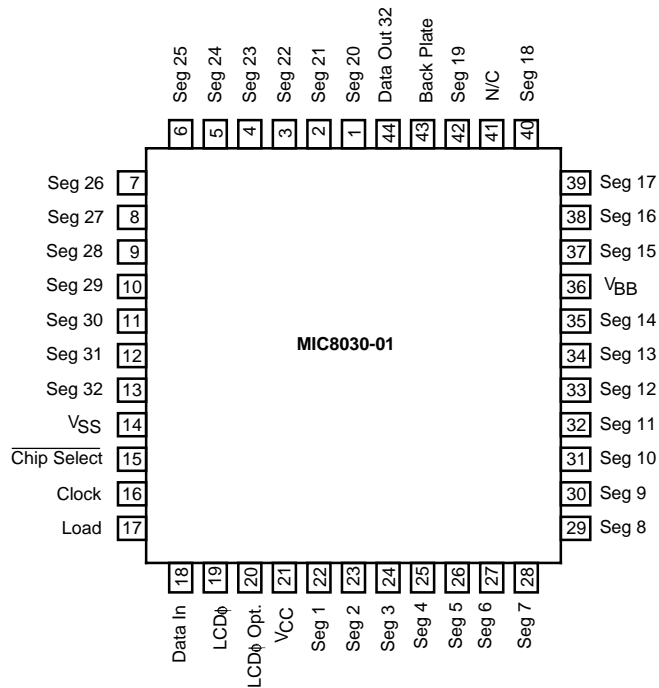 Seg 25
Seg 24
Seg 23
Seg 22
Seg 21
Seg 20
Data Out 32
Back Plate
Seg 19
N/C
Seg 18
6
5
4
3
2
1
44
43
42
41
40
Seg 26 7
Seg 27 8
Seg 28 9
Seg 29 10
Seg 30 11
Seg 31 12
Seg 32 13
VSS 14
Chip Select 15
Clock 16
Load 17
MIC8030-01
39 Seg 17
38 Seg 16
37 Seg 15
36 VBB
35 Seg 14
34 Seg 13
33 Seg 12
32 Seg 11
31 Seg 10
30 Seg 9
29 Seg 8
18
19
20
21
22
23
24
25
26
27
28
Data In
LCDϕ
LCDϕ Opt.
VCC
Seg 1
Seg 2
Seg 3
Seg 4
Seg 5
Seg 6
Seg 7